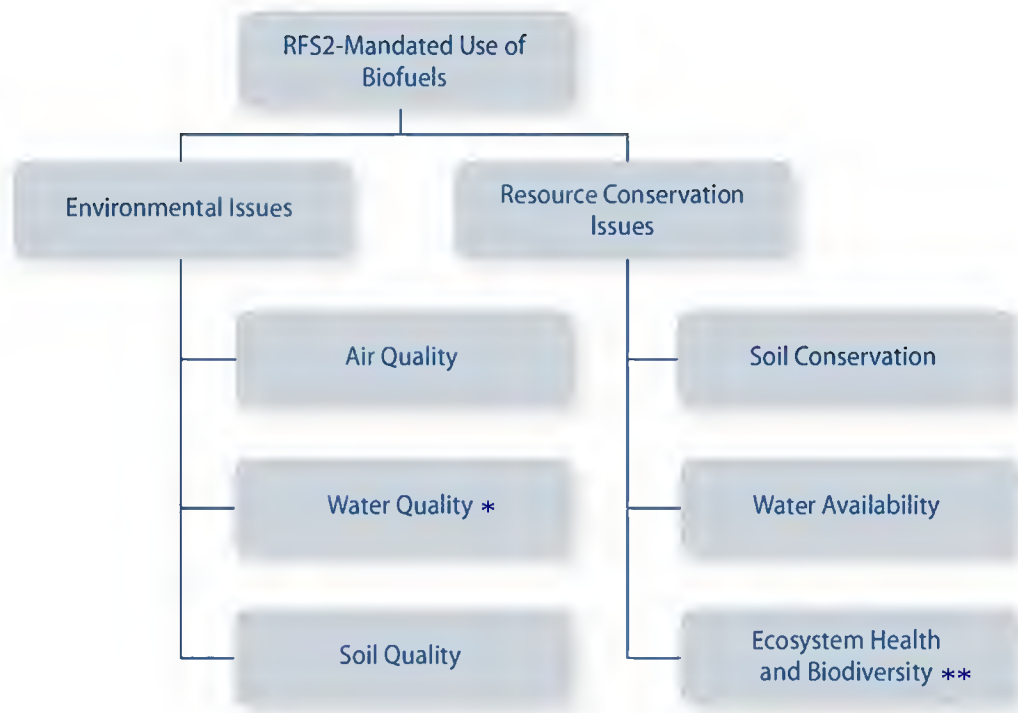 RFS2-Mandated Use of
Biofuels
Environmental Issues
Resource Conservation
Issues
Air Quality
Water Quality *
Soil Quality
Soil Conservation
Water Availability
Ecosystem Health
and Biodiversity **